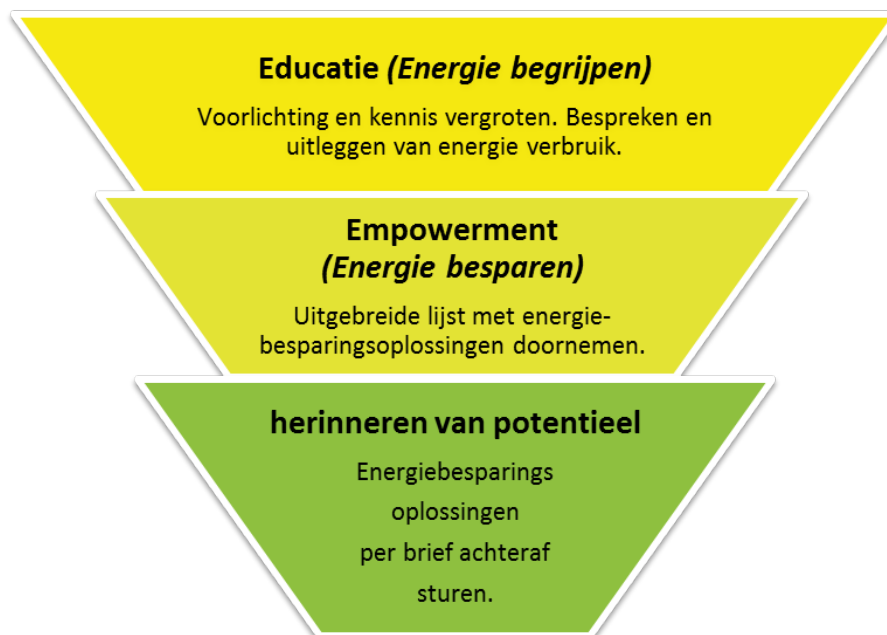 Educatie (Energie begrijpen)
Voorlichting en kennis vergroten. Bespreken en
uitleggen van energie verbruik.
Empowerment
(Energie besparen)
Uitgebreide lijst met energie-
besparingsoplossingen doornemen.
herinneren van potentieel
Energiebesparings
oplossingen
per brief achteraf
sturen.